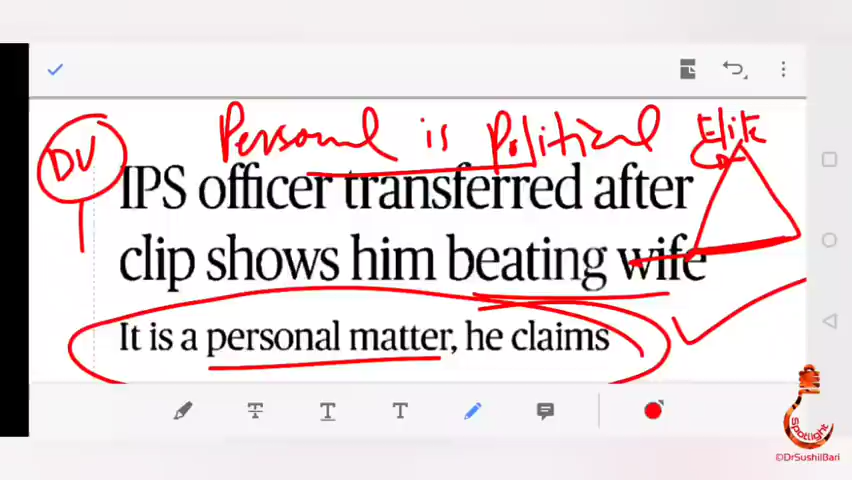 Personal is Political Elite
DV
IPS officer transferred after
clip shows him beating wife
It is a personal matter, he claims
T T T
Spotlight
©DrSushilBari